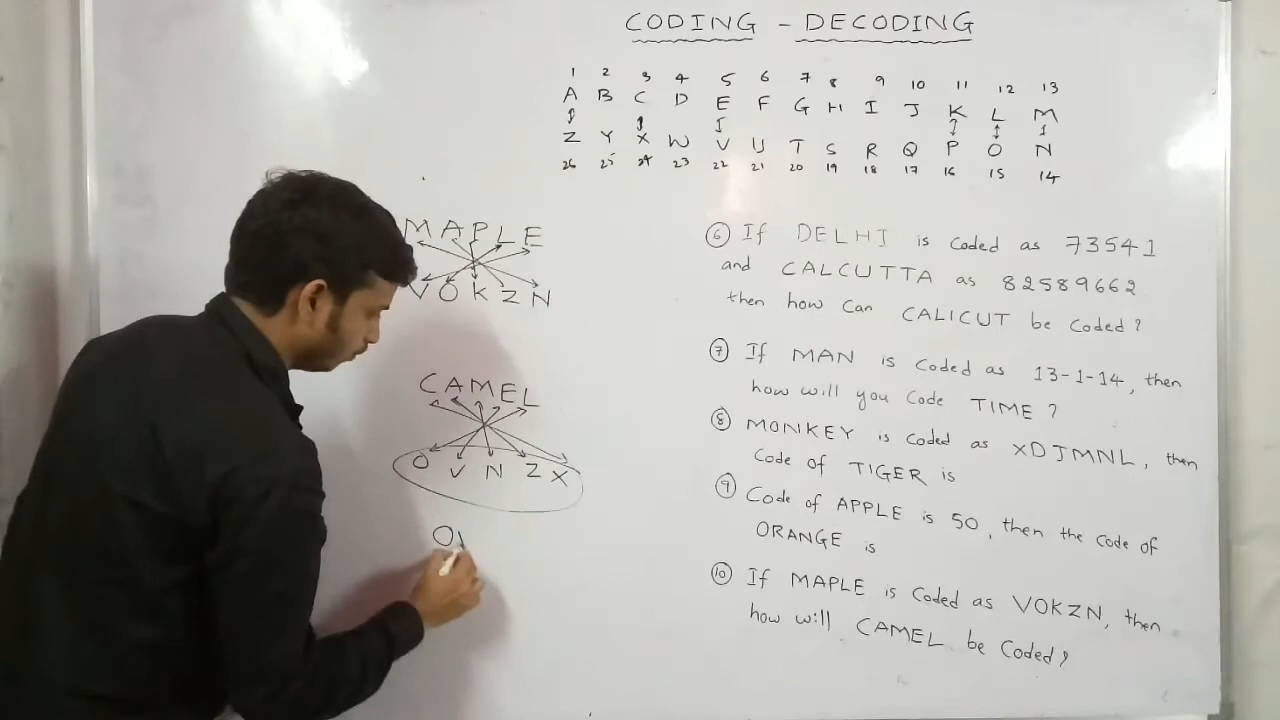 CODING - DECODING
1 2 3 4 5 6 7 8 9 10 11 12 13
A B C D E F G H I J K L M
Z Y X W V U T S R Q P O N
26 25 24 23 22 21 20 19 18 17 16 15 14
MAPLE
VOKZN
CAMEL
OVNZX
O
6 If DELHI is coded as 73541
and CALCUTTA as 82589662
then how can CALICUT be coded?
7 If MAN is coded as 13-1-14, then
how will you code TIME?
8 MONKEY is coded as XDJMNL, then
code of TIGER is
9 Code of APPLE is 50, then the code of
ORANGE is
10 If MAPLE is coded as VOKZN, then
how will CAMEL be coded?